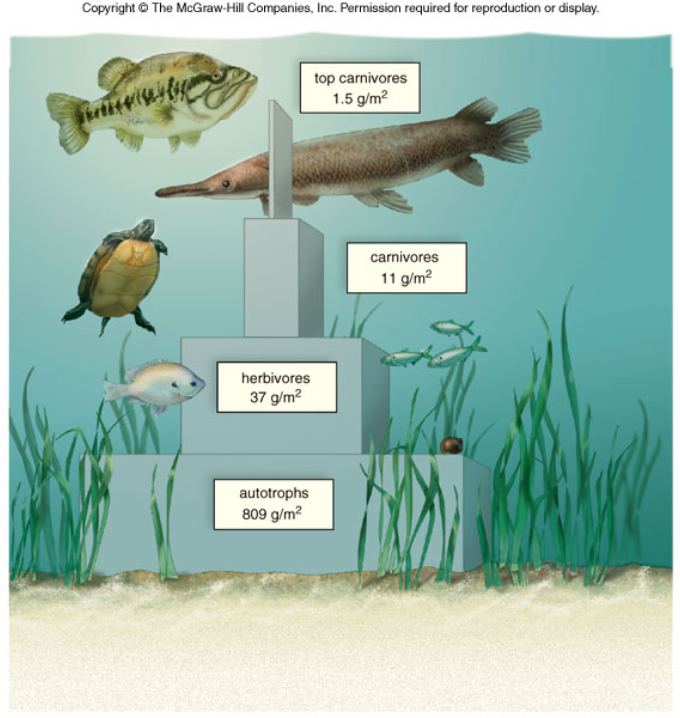 Copyright © The McGraw-Hill Companies, Inc. Permission required for reproduction or display.
top carnivores
1.5 g/m²
carnivores
11 g/m²
herbivores
37 g/m²
autotrophs
809 g/m²